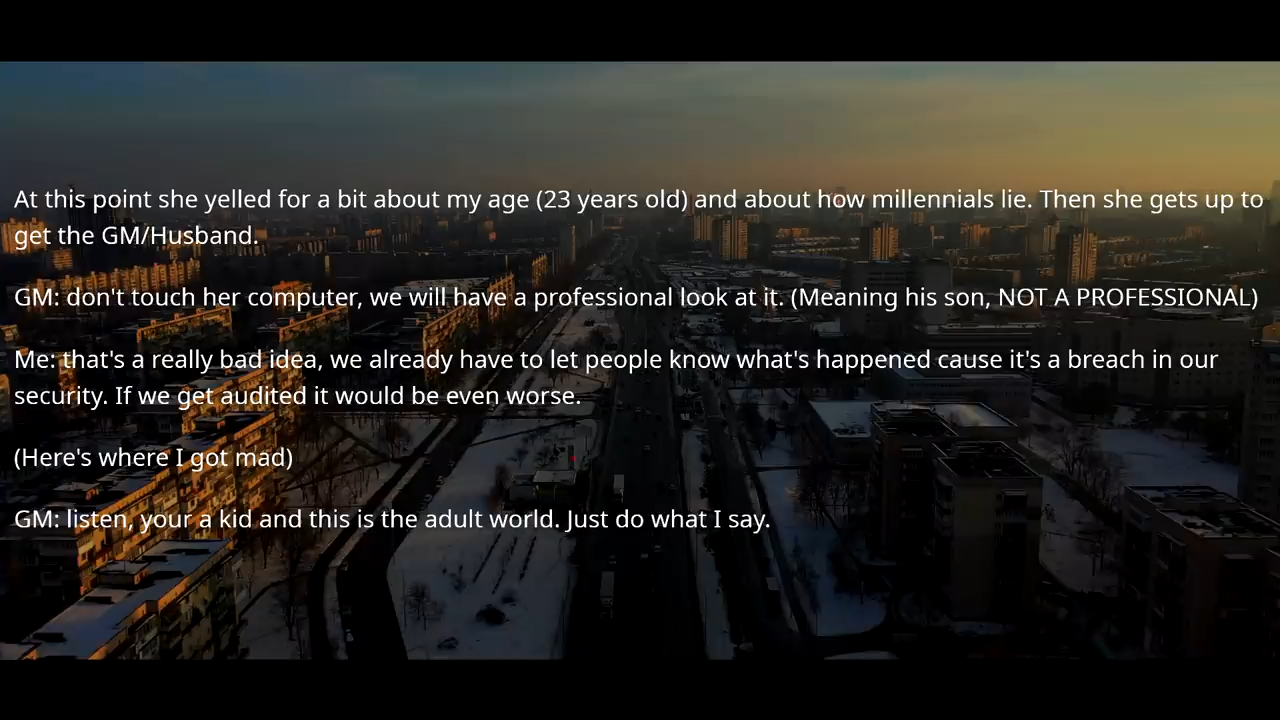 At this point she yelled for a bit about my age (23 years old) and about how millennials lie. Then she gets up to
get the GM/Husband.
GM: don't touch her computer, we will have a professional look at it. (Meaning his son, NOT A PROFESSIONAL)
Me: that's a really bad idea, we already have to let people know what's happened cause it's a breach in our
security. If we get audited it would be even worse.
(Here's where I got mad)
GM: listen, your a kid and this is the adult world. Just do what I say.